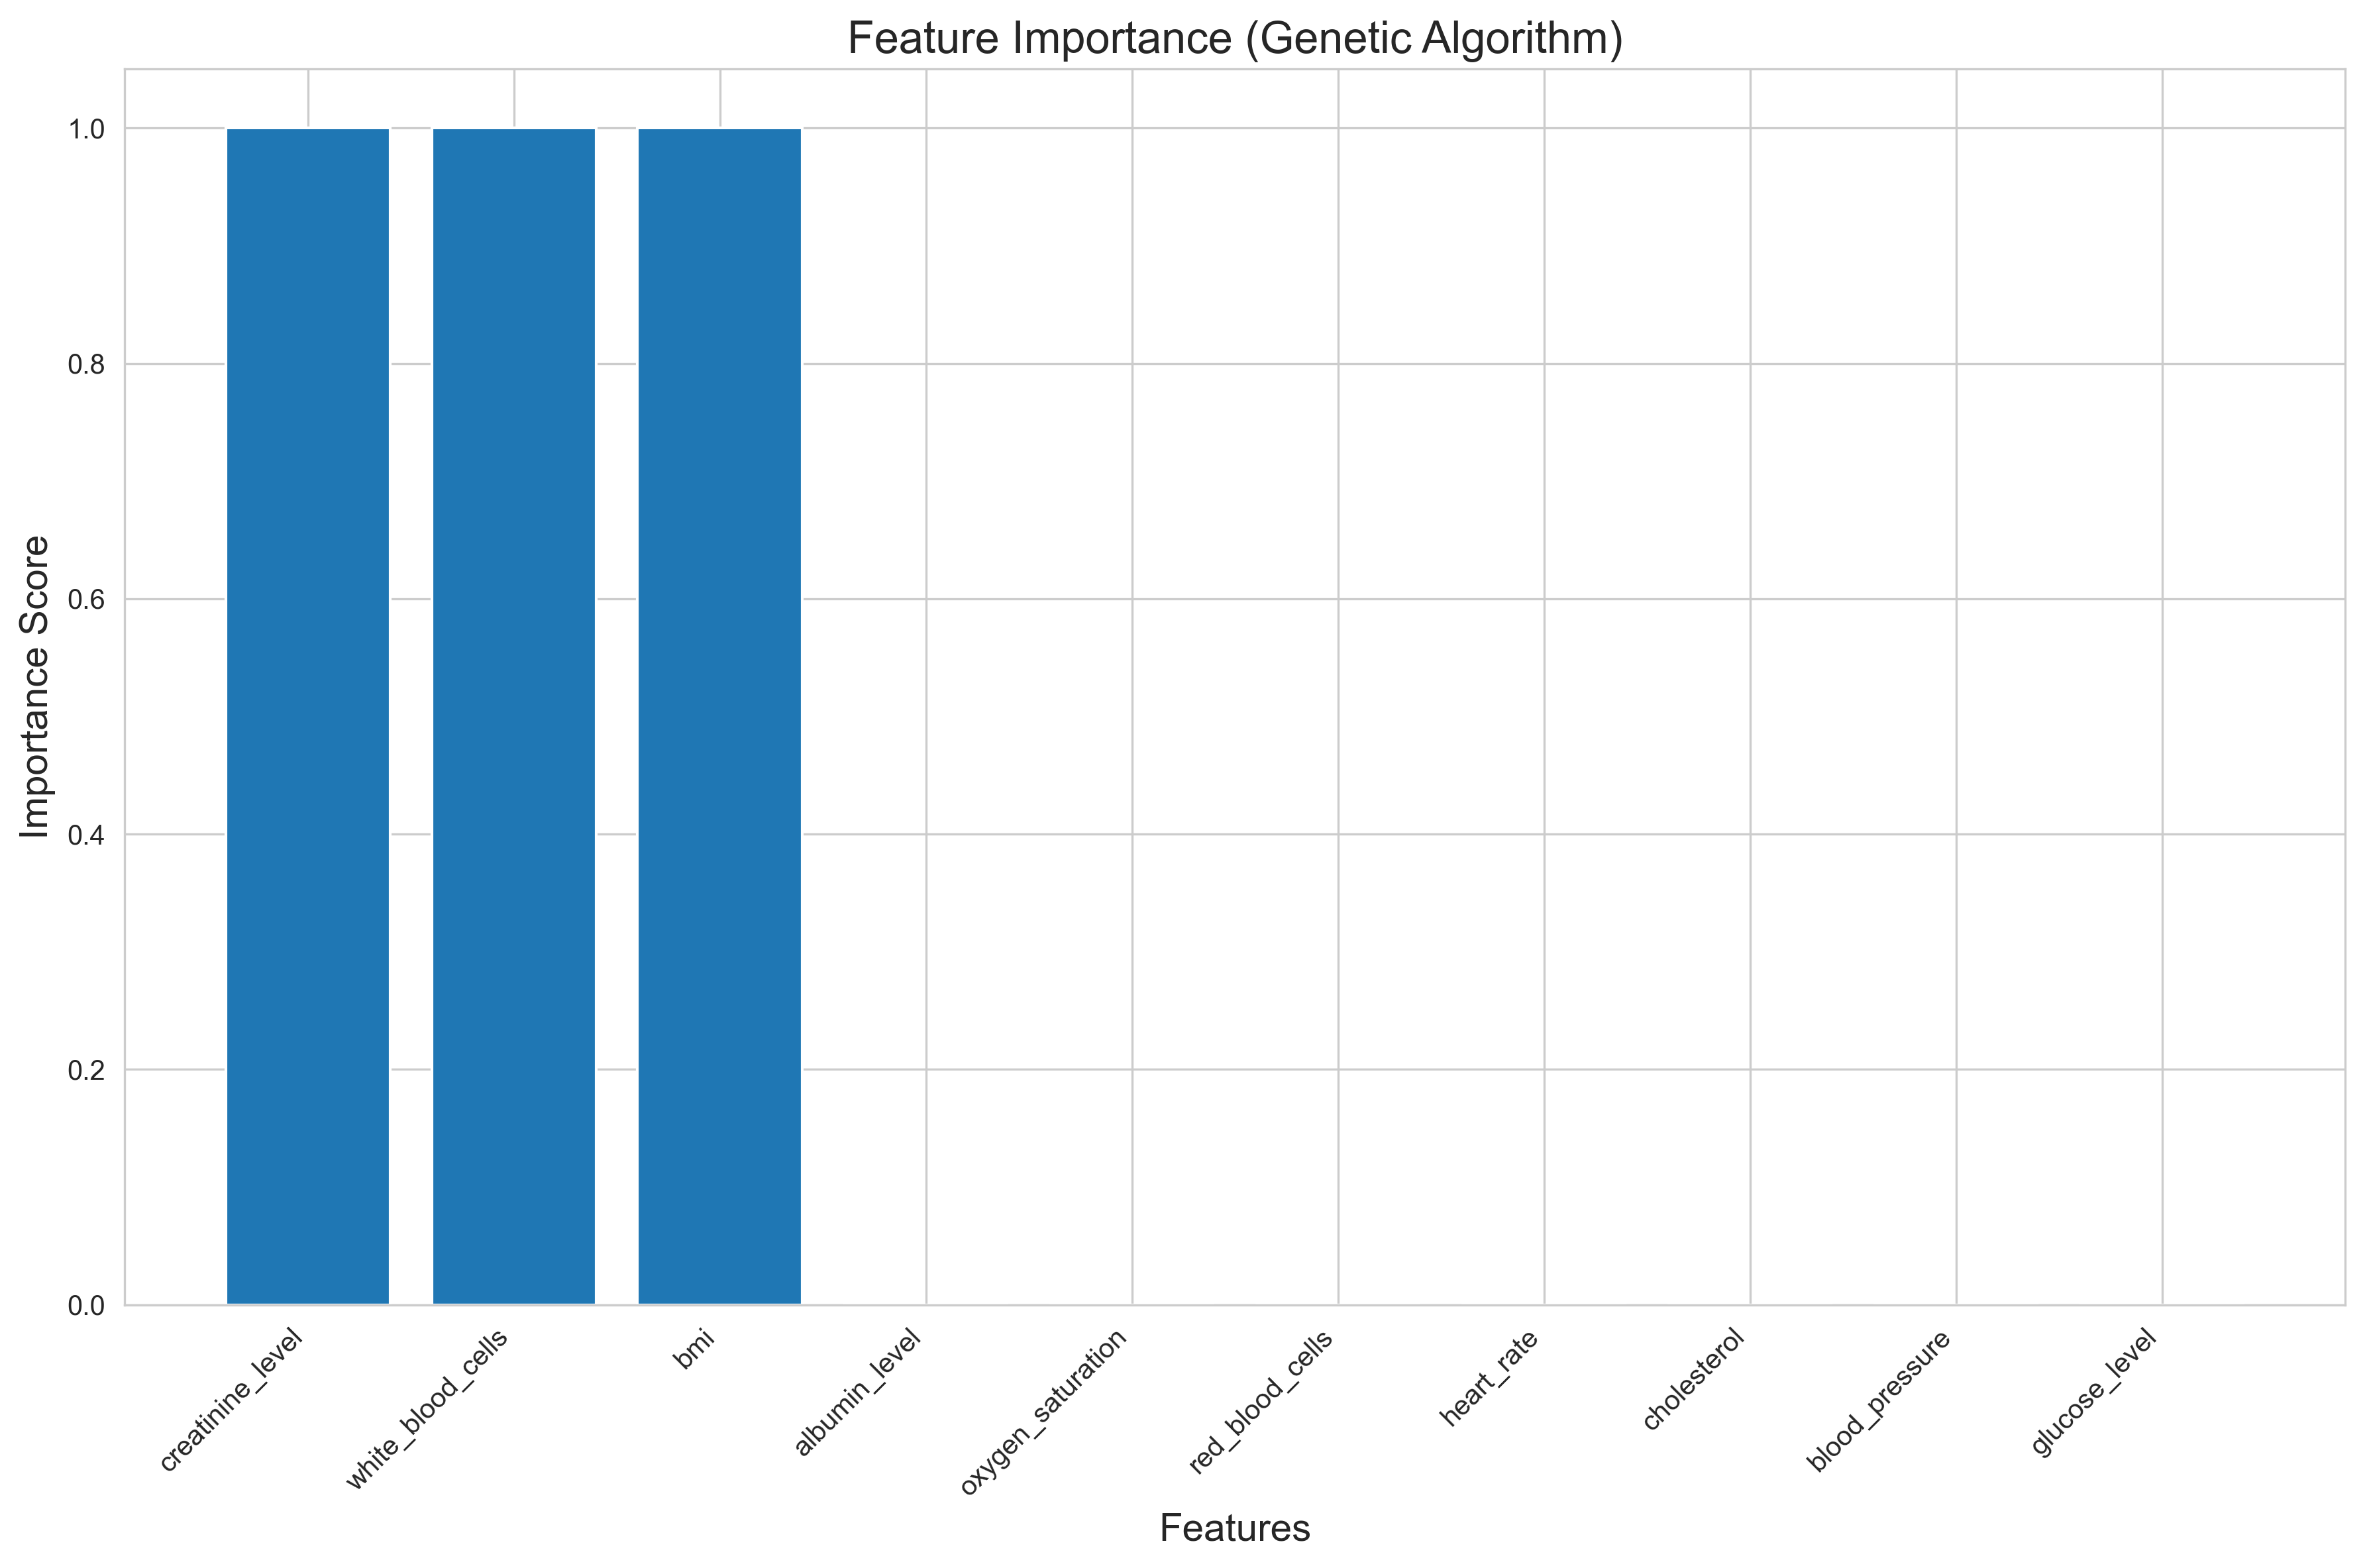 Feature Importance (Genetic Algorithm)
1.0
0.8
0.6
0.4
0.2
0.0
Importance Score
creatinine_level
white_blood_cells
bmi
albumin_level
oxygen_saturation
red_blood_cells
heart_rate
cholesterol
blood_pressure
glucose_level
Features